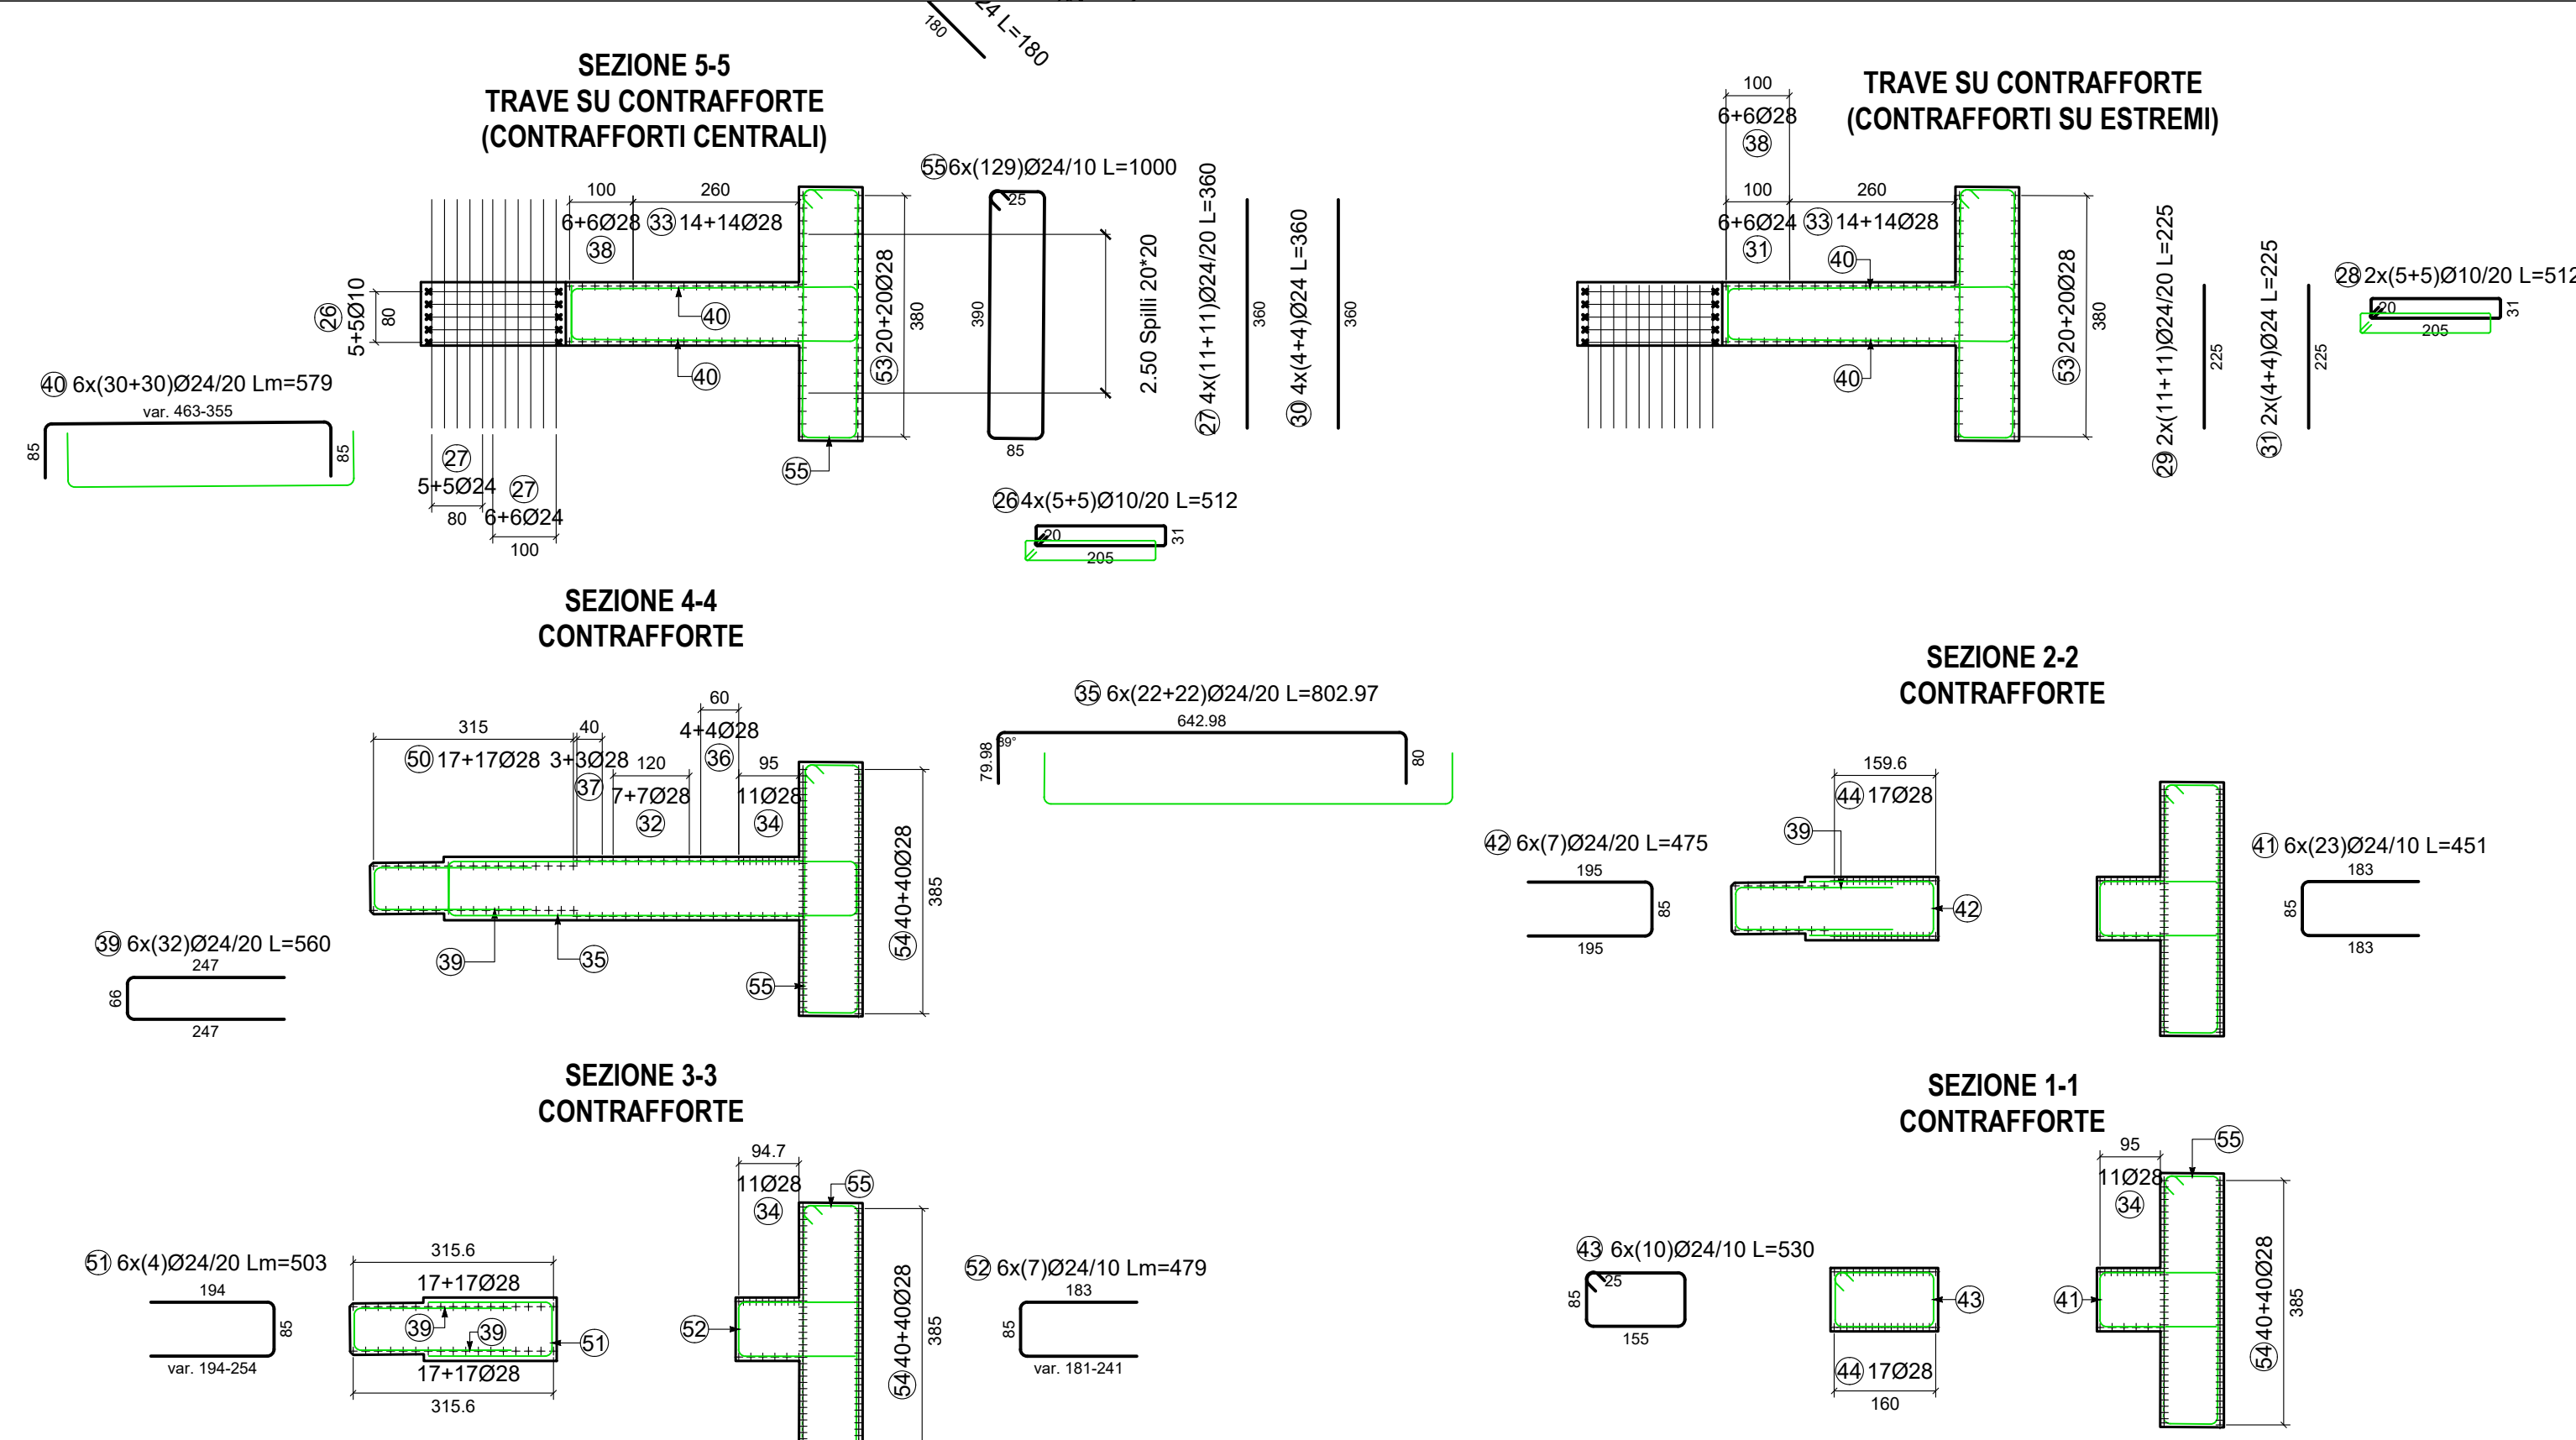 24 L=180
180
SEZIONE 5-5
TRAVE SU CONTRAFFORTE
(CONTRAFFORTI CENTRALI)
100
260
6+6Ø28
33 14+14Ø28
38
26
5+5Ø10
80
40
40
53 20+20Ø28
380
55
27
5+5Ø24
80
27
6+6Ø24
100
40 6x(30+30)Ø24/20 Lm=579
var. 463-355
85
85
55 6x(129)Ø24/10 L=1000
25
390
85
2.50 Spilli 20*20
27 4x(11+11)Ø24/20 L=360
360
30 4x(4+4)Ø24 L=360
360
26 4x(5+5)Ø10/20 L=512
20
31
205
TRAVE SU CONTRAFFORTE
(CONTRAFFORTI SU ESTREMI)
100
6+6Ø28
38
100
260
6+6Ø24
33 14+14Ø28
31
40
40
53 20+20Ø28
380
29 2x(11+11)Ø24/20 L=225
225
31 2x(4+4)Ø24 L=225
225
28 2x(5+5)Ø10/20 L=512
20
31
205
SEZIONE 4-4
CONTRAFFORTE
315
40
60
50 17+17Ø28
3+3Ø28
37
120
7+7Ø28
32
4+4Ø28
36
95
11Ø28
34
54 40+40Ø28
385
39
35
55
39 6x(32)Ø24/20 L=560
247
66
247
35 6x(22+22)Ø24/20 L=802.97
642.98
89°
79.98
80
SEZIONE 2-2
CONTRAFFORTE
159.6
44 17Ø28
39
42
42 6x(7)Ø24/20 L=475
195
85
195
41 6x(23)Ø24/10 L=451
183
85
183
SEZIONE 3-3
CONTRAFFORTE
94.7
11Ø28
34
55
51 6x(4)Ø24/20 Lm=503
194
85
var. 194-254
315.6
17+17Ø28
39
39
51
17+17Ø28
315.6
52
54 40+40Ø28
385
52 6x(7)Ø24/10 Lm=479
183
85
var. 181-241
SEZIONE 1-1
CONTRAFFORTE
95
55
11Ø28
34
43 6x(10)Ø24/10 L=530
25
85
155
43
44 17Ø28
160
41
54 40+40Ø28
385